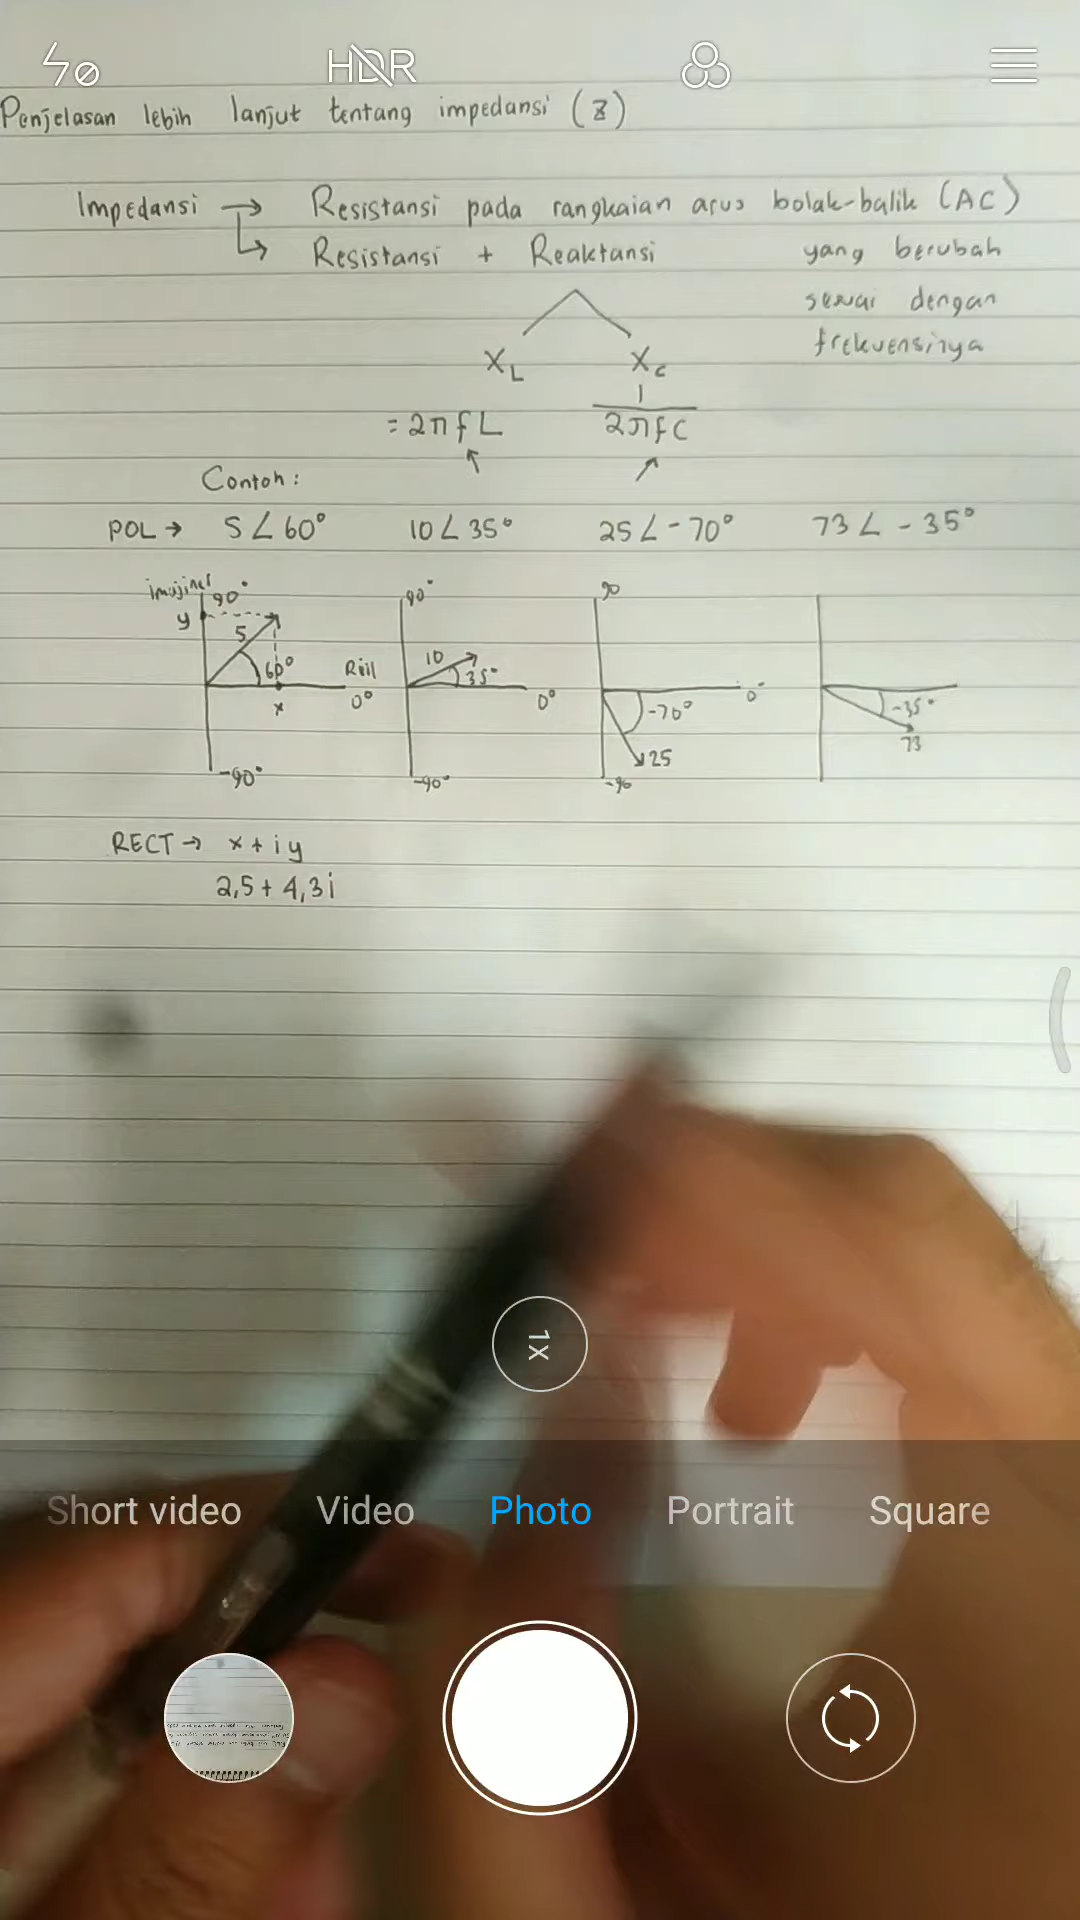 HDR
Penjelasan lebih lanjut tentang impedansi (Z)
Impedansi → Resistansi pada rangkaian arus bolak-balik (AC)
↳ Resistansi + Reaktansi yang berubah
sesuai dengan
frekuensinya
X_L X_C
= 2πfL 1/2πfC
Contoh:
POL → 5∠60° 10∠35° 25∠-70° 73∠-35°
imajiner 90° 90° 90
y 5 60° Riil 10 35° -70° -35°
x 0° 0° 0° 25 73
-90° -90° -90
RECT → x + iy
2,5 + 4,3i
1X
Short video Video Photo Portrait Square